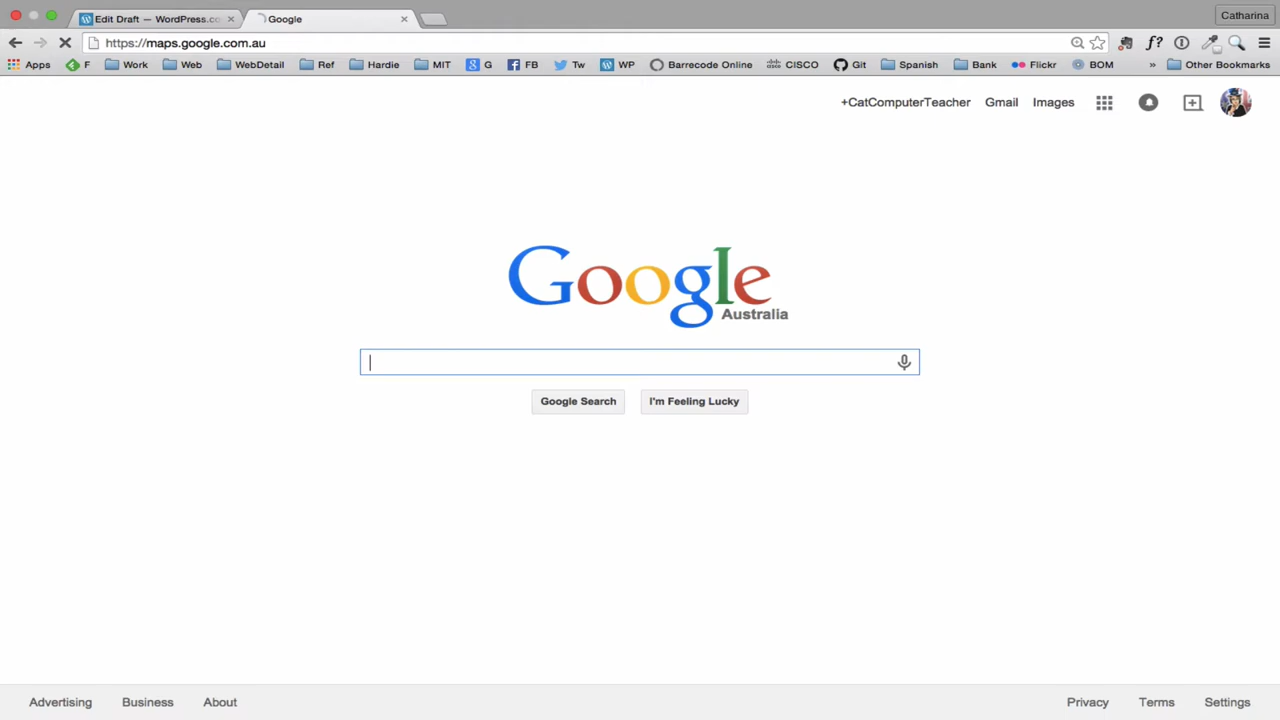 Edit Draft — WordPress.co
Google
Catharina
https://maps.google.com.au
f?
Apps F Work Web WebDetail Ref Hardie MIT G FB Tw WP Barrecode Online CISCO Git Spanish Bank Flickr BOM » Other Bookmarks
+CatComputerTeacher Gmail Images
Google
Australia
Google Search I'm Feeling Lucky
Advertising Business About Privacy Terms Settings